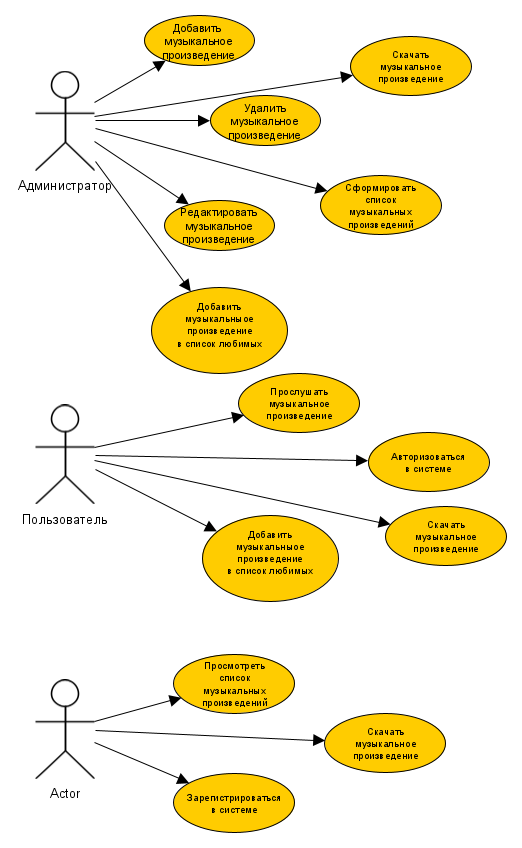 Добавить
музыкальное
произведение
Скачать
музыкальное
произведение
Удалить
музыкальное
произведение
Администратор
Сформировать
список
музыкальных
произведений
Редактировать
музыкальное
произведение
Добавить
музыкальныое
произведение
в список любимых
Прослушать
музыкальное
произведение
Авторизоваться
в системе
Пользователь
Скачать
музыкальное
произведение
Добавить
музыкальныое
произведение
в список любимых
Просмотреть
список
музыкальных
произведений
Скачать
музыкальное
произведение
Actor
Зарегистрироваться
в системе